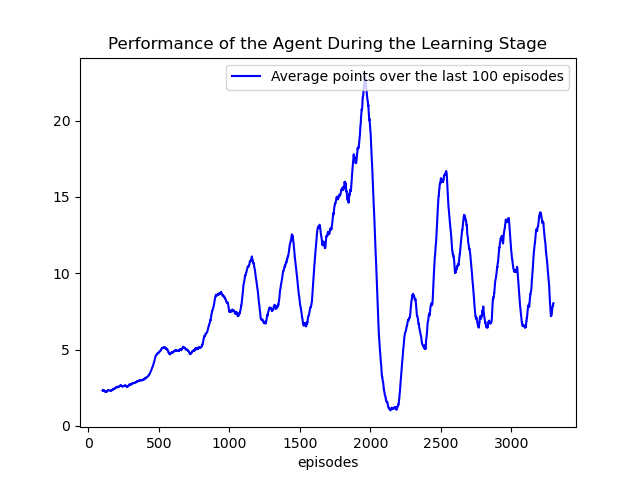 Performance of the Agent During the Learning Stage
Average points over the last 100 episodes
20
15
10
5
0
0 500 1000 1500 2000 2500 3000
episodes